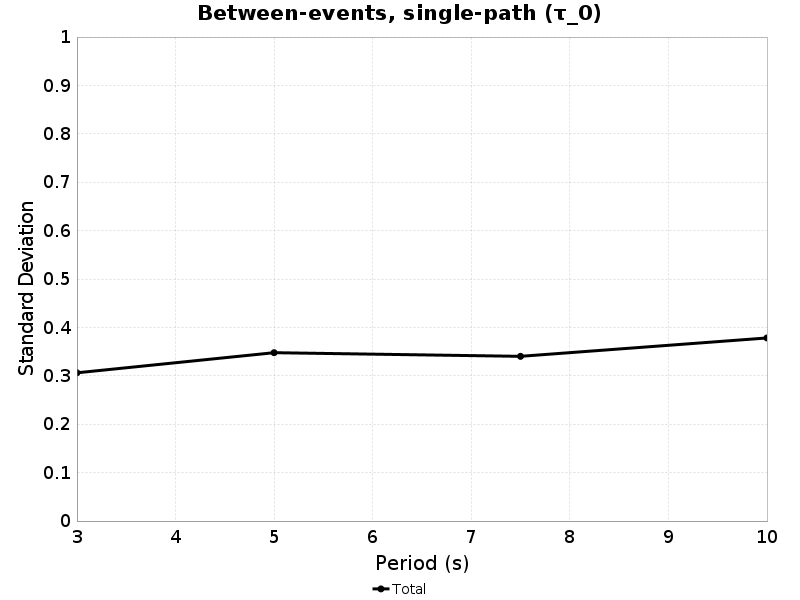 Between-events, single-path (τ_0)
1
0.9
0.8
0.7
0.6
0.5
0.4
0.3
0.2
0.1
0
Standard Deviation
3 4 5 6 7 8 9 10
Period (s)
Total